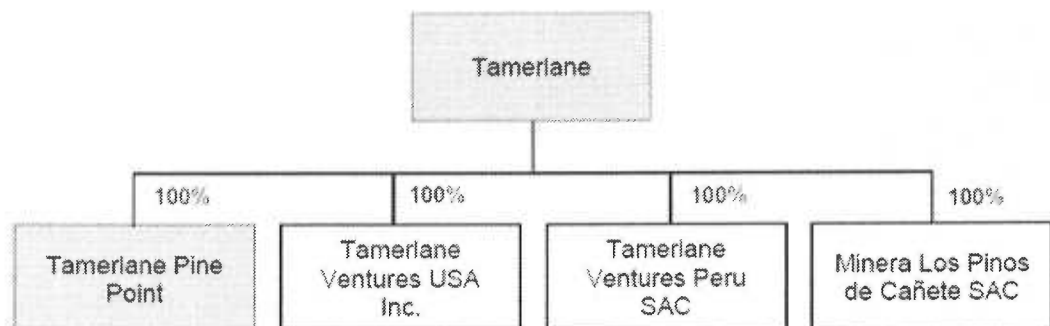 Tamerlane
100%
100%
100%
100%
Tamerlane Pine
Point
Tamerlane
Ventures USA
Inc.
Tamerlane
Ventures Peru
SAC
Minera Los Pinos
de Cañete SAC